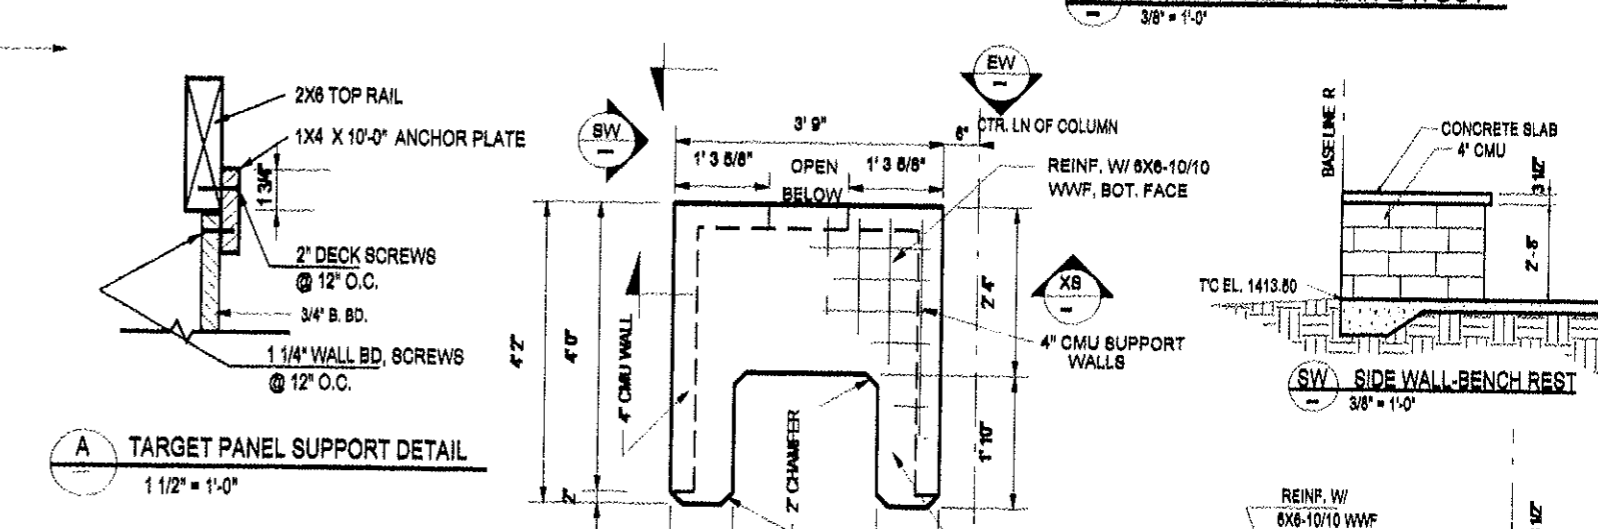 3/8" = 1'-0"
2X6 TOP RAIL
1X4 X 10'-0" ANCHOR PLATE
1 3/4"
2" DECK SCREWS
@ 12" O.C.
3/4" B. BD.
1 1/4" WALL BD, SCREWS
@ 12" O.C.
A
TARGET PANEL SUPPORT DETAIL
1 1/2" = 1'-0"
SW
EW
3' 9"
6"
CTR. LN OF COLUMN
1' 3 5/8"
OPEN
BELOW
1' 3 5/8"
REINF. W/ 6X6-10/10
WWF, BOT. FACE
4'2"
4'0"
2"
4" CMU WALL
2' 4"
1' 10"
X8
4" CMU SUPPORT
WALLS
2" CHAMFER
BASE LINE R
CONCRETE SLAB
4" CMU
3 1/2"
2'-8"
T'C EL. 1413.50
SW
SIDE WALL-BENCH REST
3/8" = 1'-0"
REINF. W/
6X6-10/10 WWF